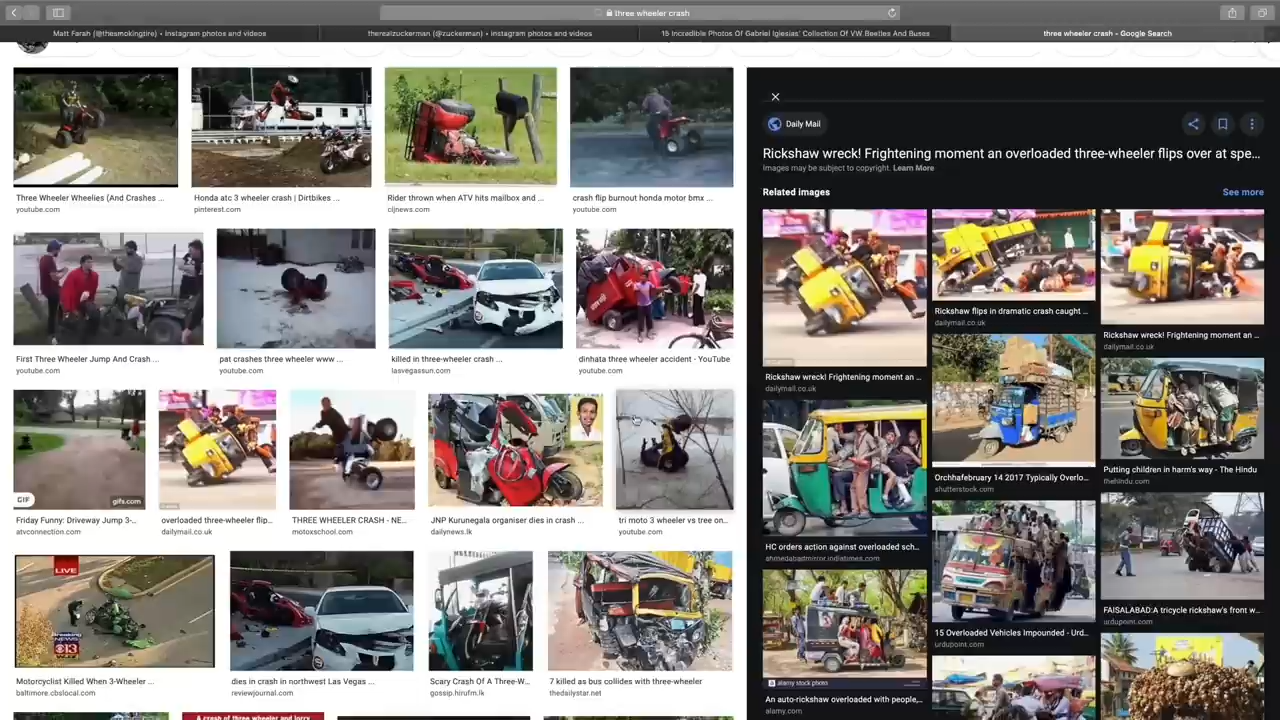 three wheeler crash
Matt Farah (@thesmokingtire) • Instagram photos and videos
therealzuckerman (@zuckerman) • instagram photos and videos
15 Incredible Photos Of Gabriel Iglesias' Collection Of VW Beetles And Buses
three wheeler crash - Google Search
Daily Mail
Rickshaw wreck! Frightening moment an overloaded three-wheeler flips over at spe...
Images may be subject to copyright. Learn More
Related images
See more
Three Wheeler Wheelies (And Crashes ...
youtube.com
Honda atc 3 wheeler crash | Dirtbikes ...
pinterest.com
Rider thrown when ATV hits mailbox and ...
cljnews.com
crash flip burnout honda motor bmx ...
youtube.com
First Three Wheeler Jump And Crash ...
youtube.com
pat crashes three wheeler www ...
youtube.com
killed in three-wheeler crash ...
lasvegassun.com
dinhata three wheeler accident - YouTube
youtube.com
GIF
gifs.com
Friday Funny: Driveway Jump 3-...
atvconnection.com
overloaded three-wheeler flip...
dailymail.co.uk
THREE WHEELER CRASH - NE...
motoxschool.com
JNP Kurunegala organiser dies in crash ...
dailynews.lk
tri moto 3 wheeler vs tree on...
youtube.com
LIVE
Breaking
NEWS
13
Motorcyclist Killed When 3-Wheeler ...
baltimore.cbslocal.com
dies in crash in northwest Las Vegas ...
reviewjournal.com
Scary Crash Of A Three-W...
gossip.hirufm.lk
7 killed as bus collides with three-wheeler
thedailystar.net
A crash of three wheeler and lorry
Rickshaw wreck! Frightening moment an ...
dailymail.co.uk
Rickshaw flips in dramatic crash caught ...
dailymail.co.uk
Rickshaw wreck! Frightening moment an ...
dailymail.co.uk
HC orders action against overloaded sch...
ahmedabadmirror.indiatimes.com
Orchhafebruary 14 2017 Typically Overlo...
shutterstock.com
Putting children in harm's way - The Hindu
thehindu.com
alamy stock photo
An auto-rickshaw overloaded with people,...
alamy.com
15 Overloaded Vehicles Impounded - Urd...
urdupoint.com
FAISALABAD:A tricycle rickshaw's front w...
urdupoint.com